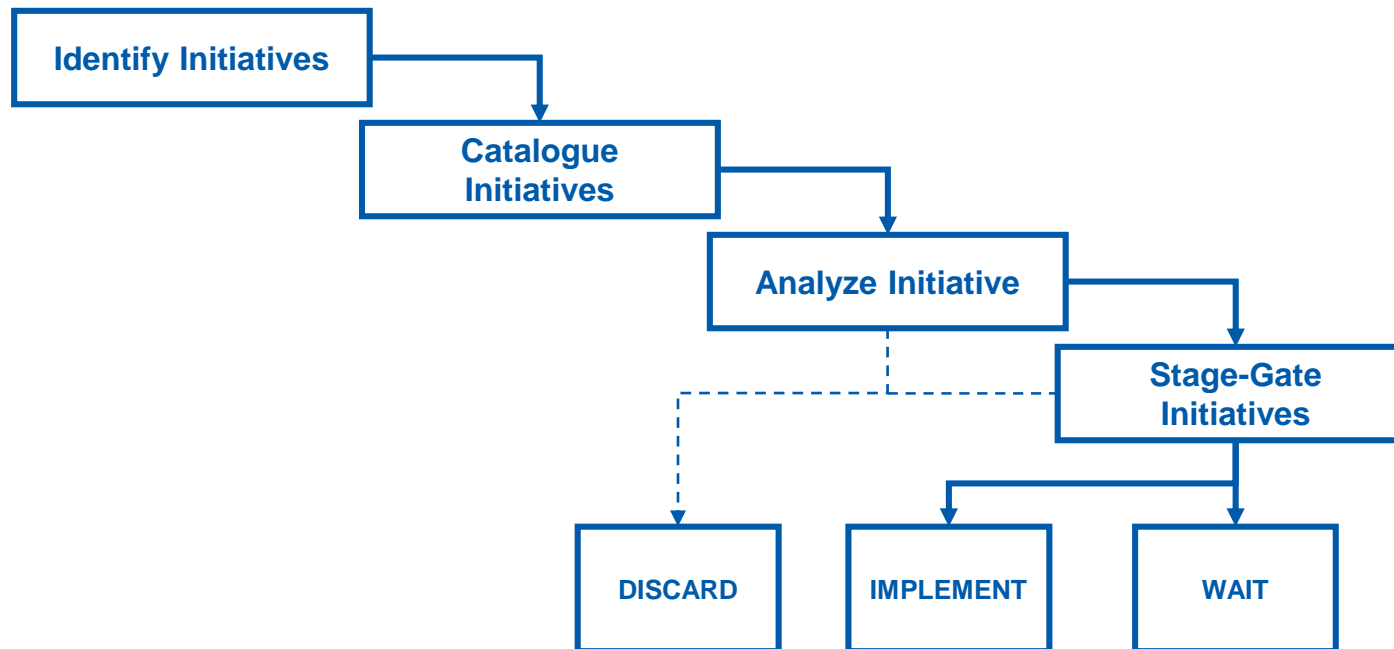 Identify Initiatives
Catalogue
Initiatives
Analyze Initiative
Stage-Gate
Initiatives
DISCARD
IMPLEMENT
WAIT